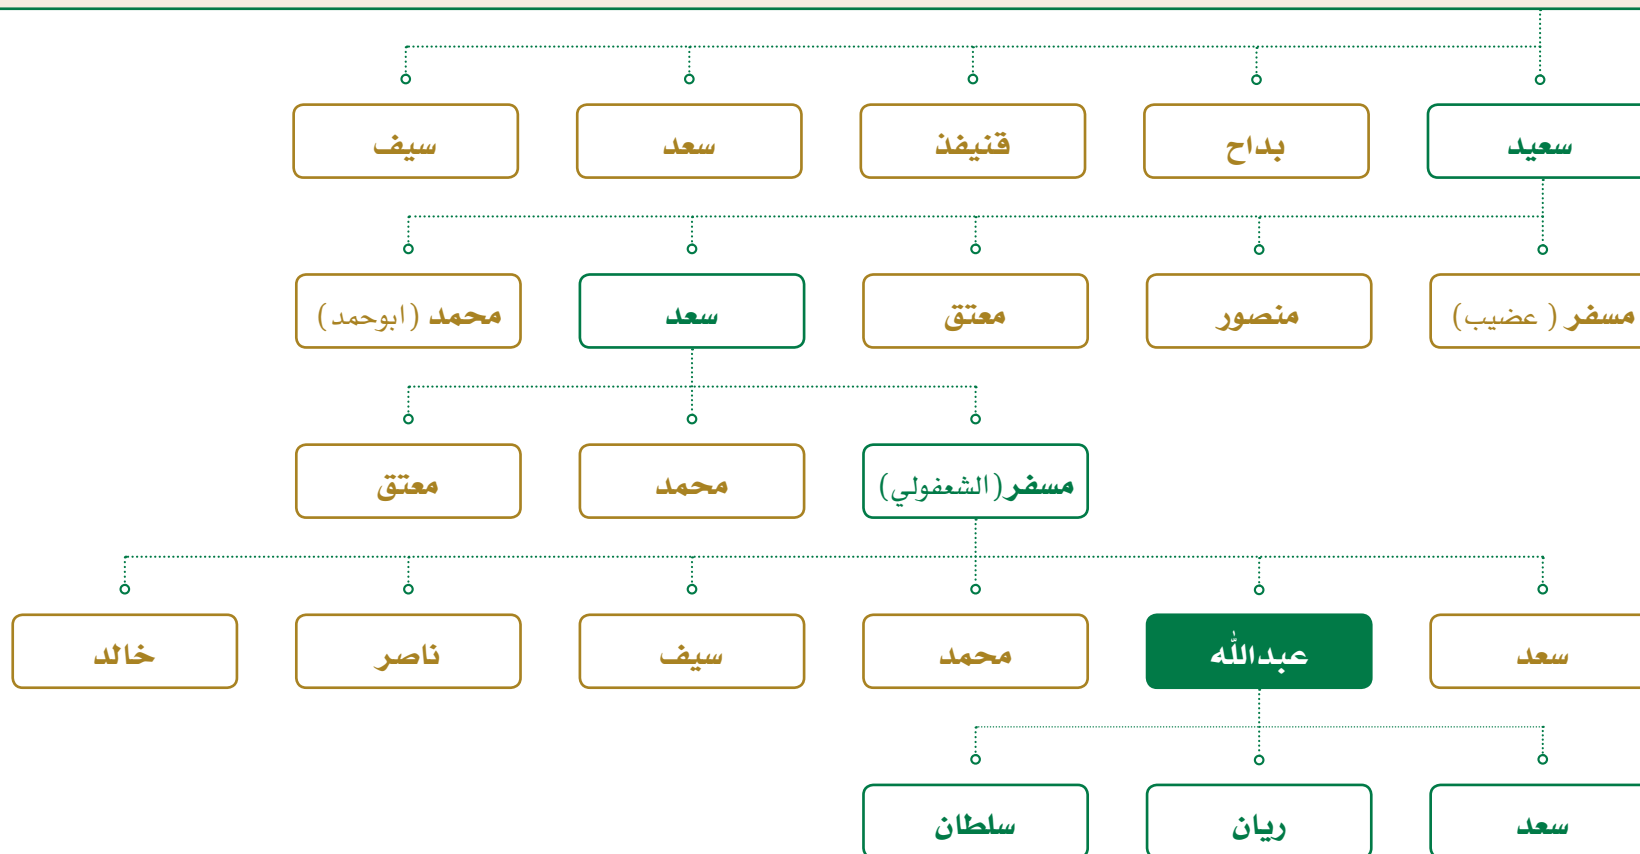 سعيد
بداح
قنيفذ
سعد
سيف
مسفر ( عضيب )
منصور
معتق
سعد
محمد ( ابوحمد )
مسفر ( الشعفولي )
محمد
معتق
سعد
عبدالله
محمد
سيف
ناصر
خالد
سعد
ريان
سلطان